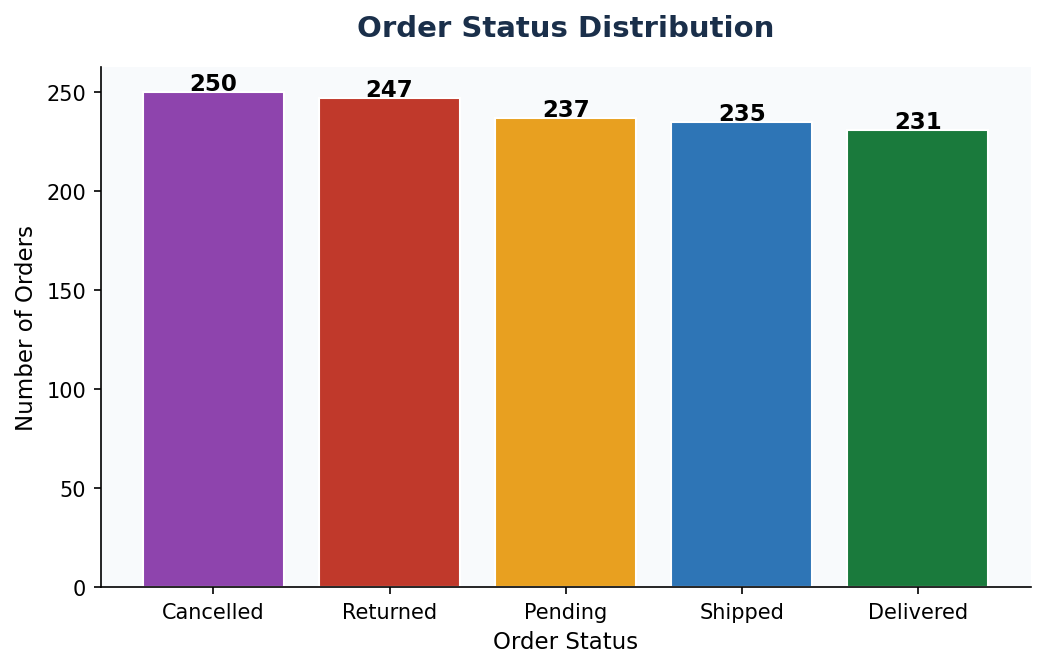 Order Status Distribution
250
247
237
235
231
250
200
150
100
50
0
Number of Orders
Cancelled Returned Pending Shipped Delivered
Order Status